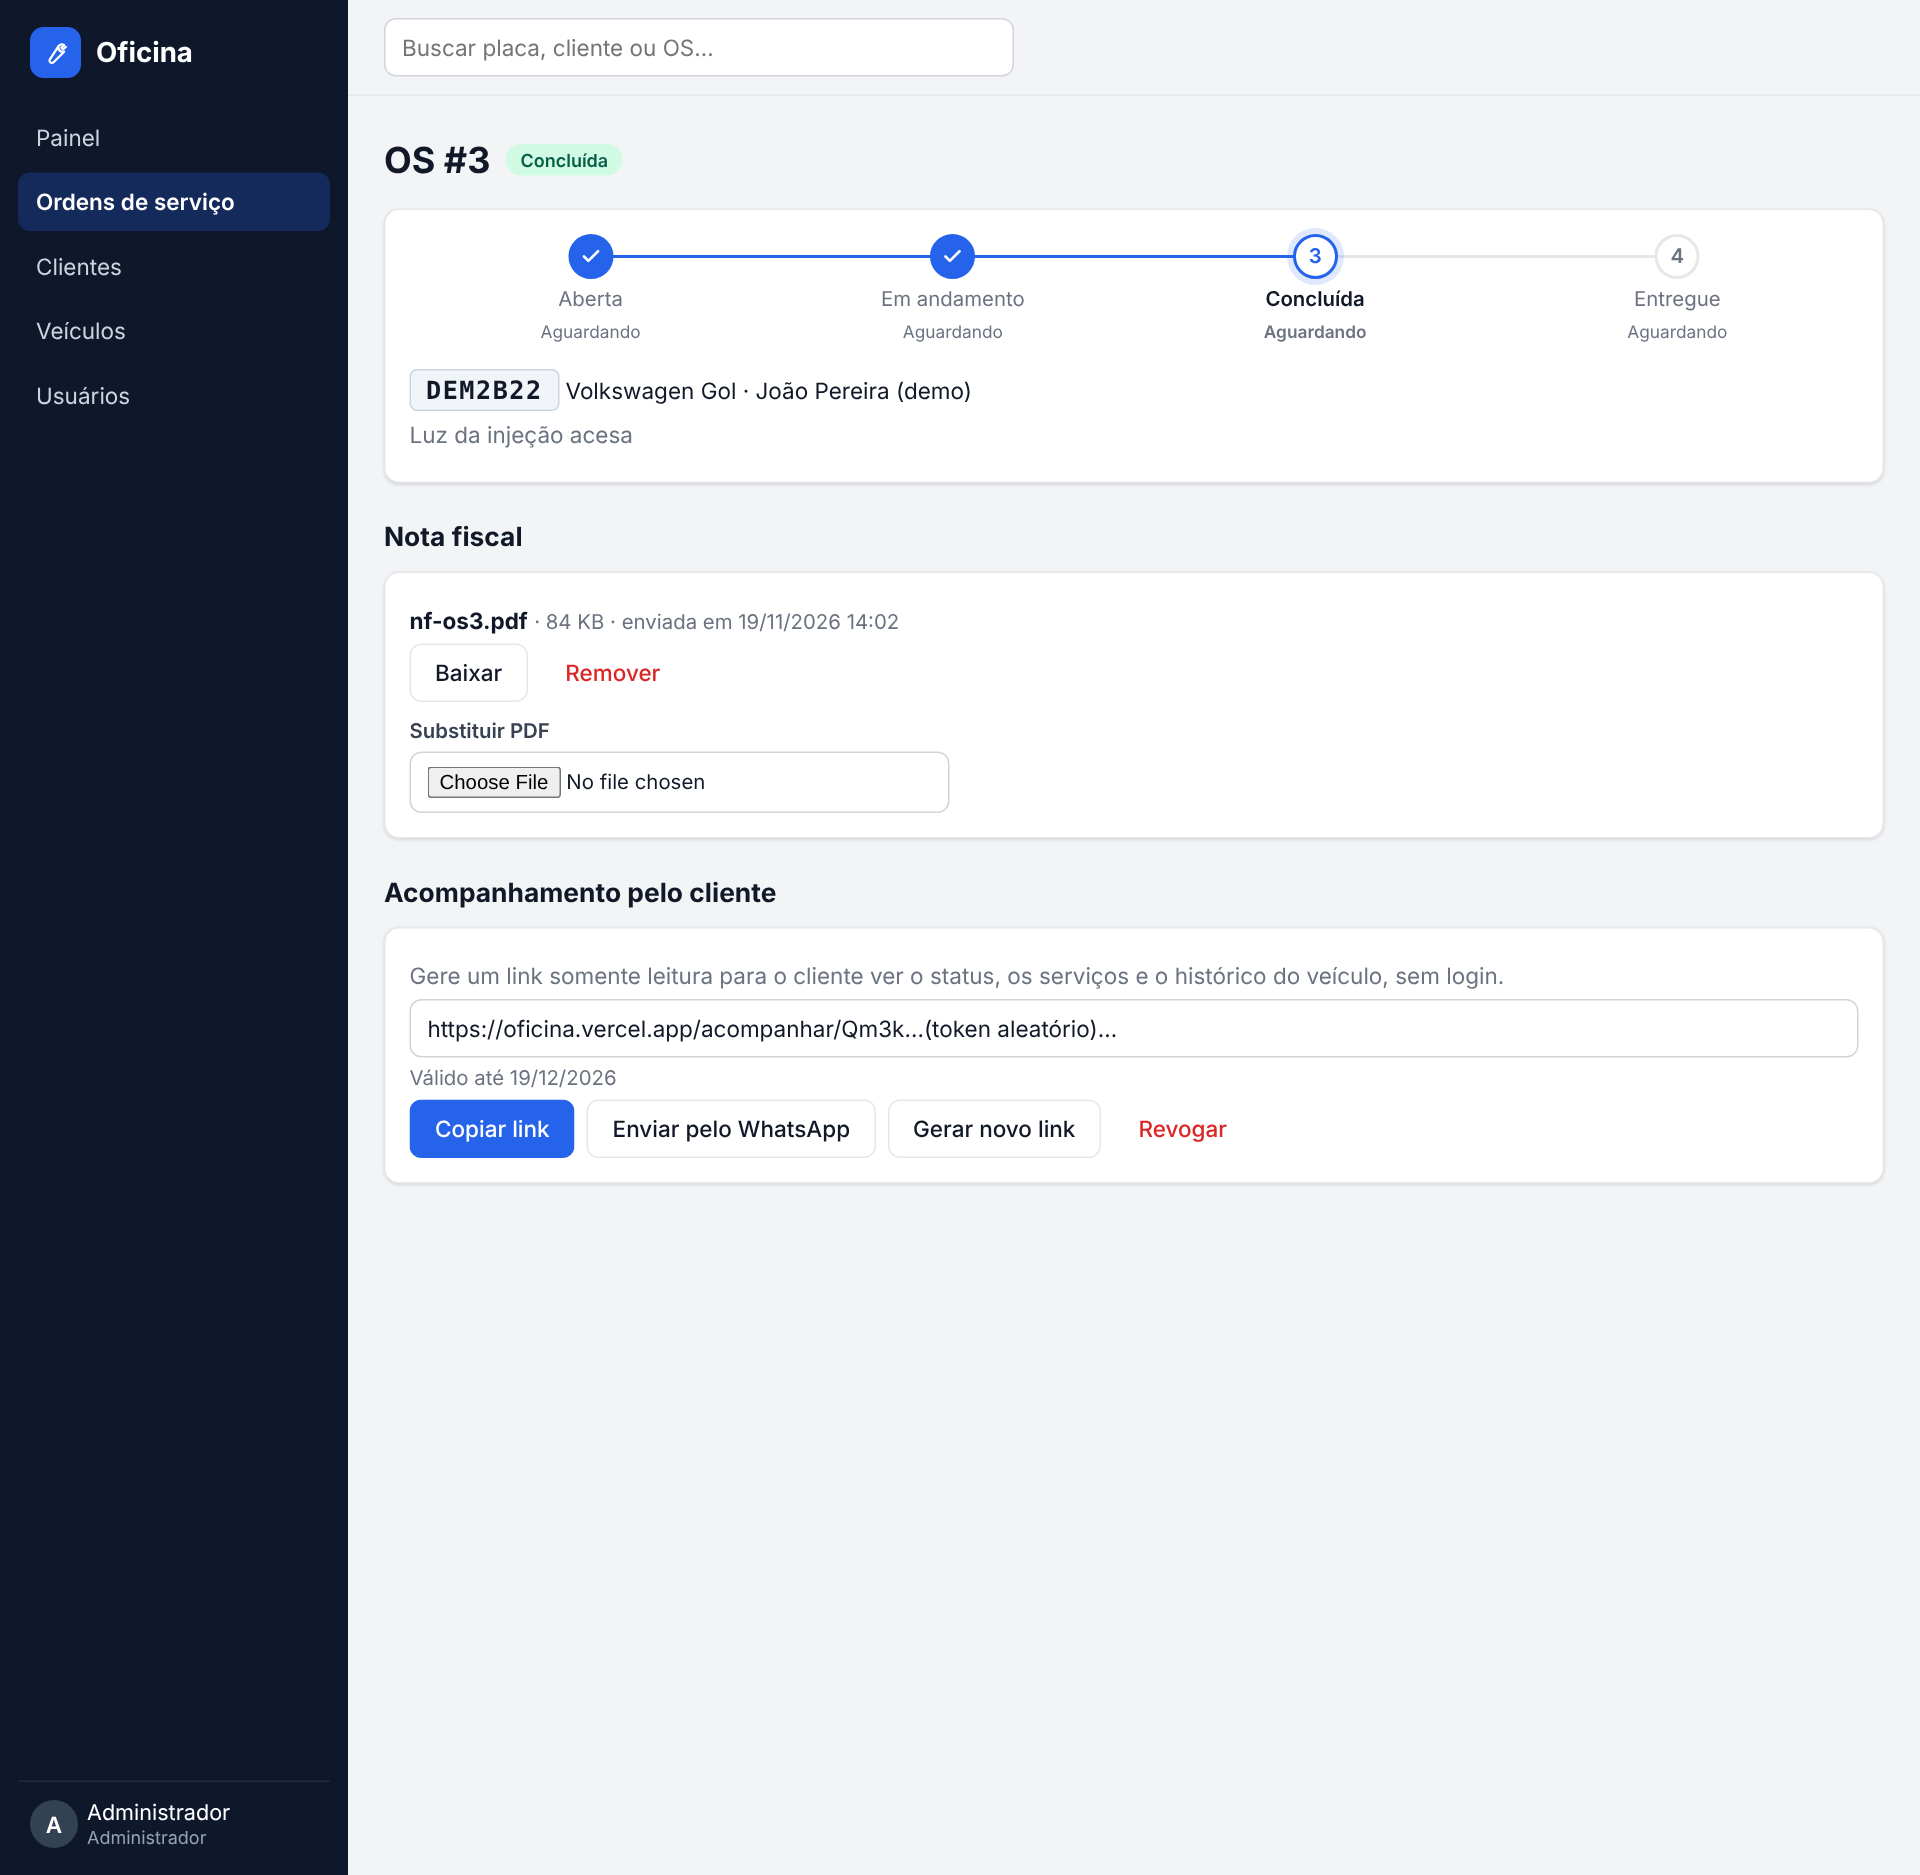 Oficina
Buscar placa, cliente ou OS...
Painel
Ordens de serviço
Clientes
Veículos
Usuários
OS #3 Concluída
3 4
Aberta Em andamento Concluída Entregue
Aguardando Aguardando Aguardando Aguardando
DEM2B22 Volkswagen Gol · João Pereira (demo)
Luz da injeção acesa
Nota fiscal
nf-os3.pdf · 84 KB · enviada em 19/11/2026 14:02
Baixar Remover
Substituir PDF
Choose File No file chosen
Acompanhamento pelo cliente
Gere um link somente leitura para o cliente ver o status, os serviços e o histórico do veículo, sem login.
https://oficina.vercel.app/acompanhar/Qm3k...(token aleatório)...
Válido até 19/12/2026
Copiar link Enviar pelo WhatsApp Gerar novo link Revogar
A Administrador
Administrador